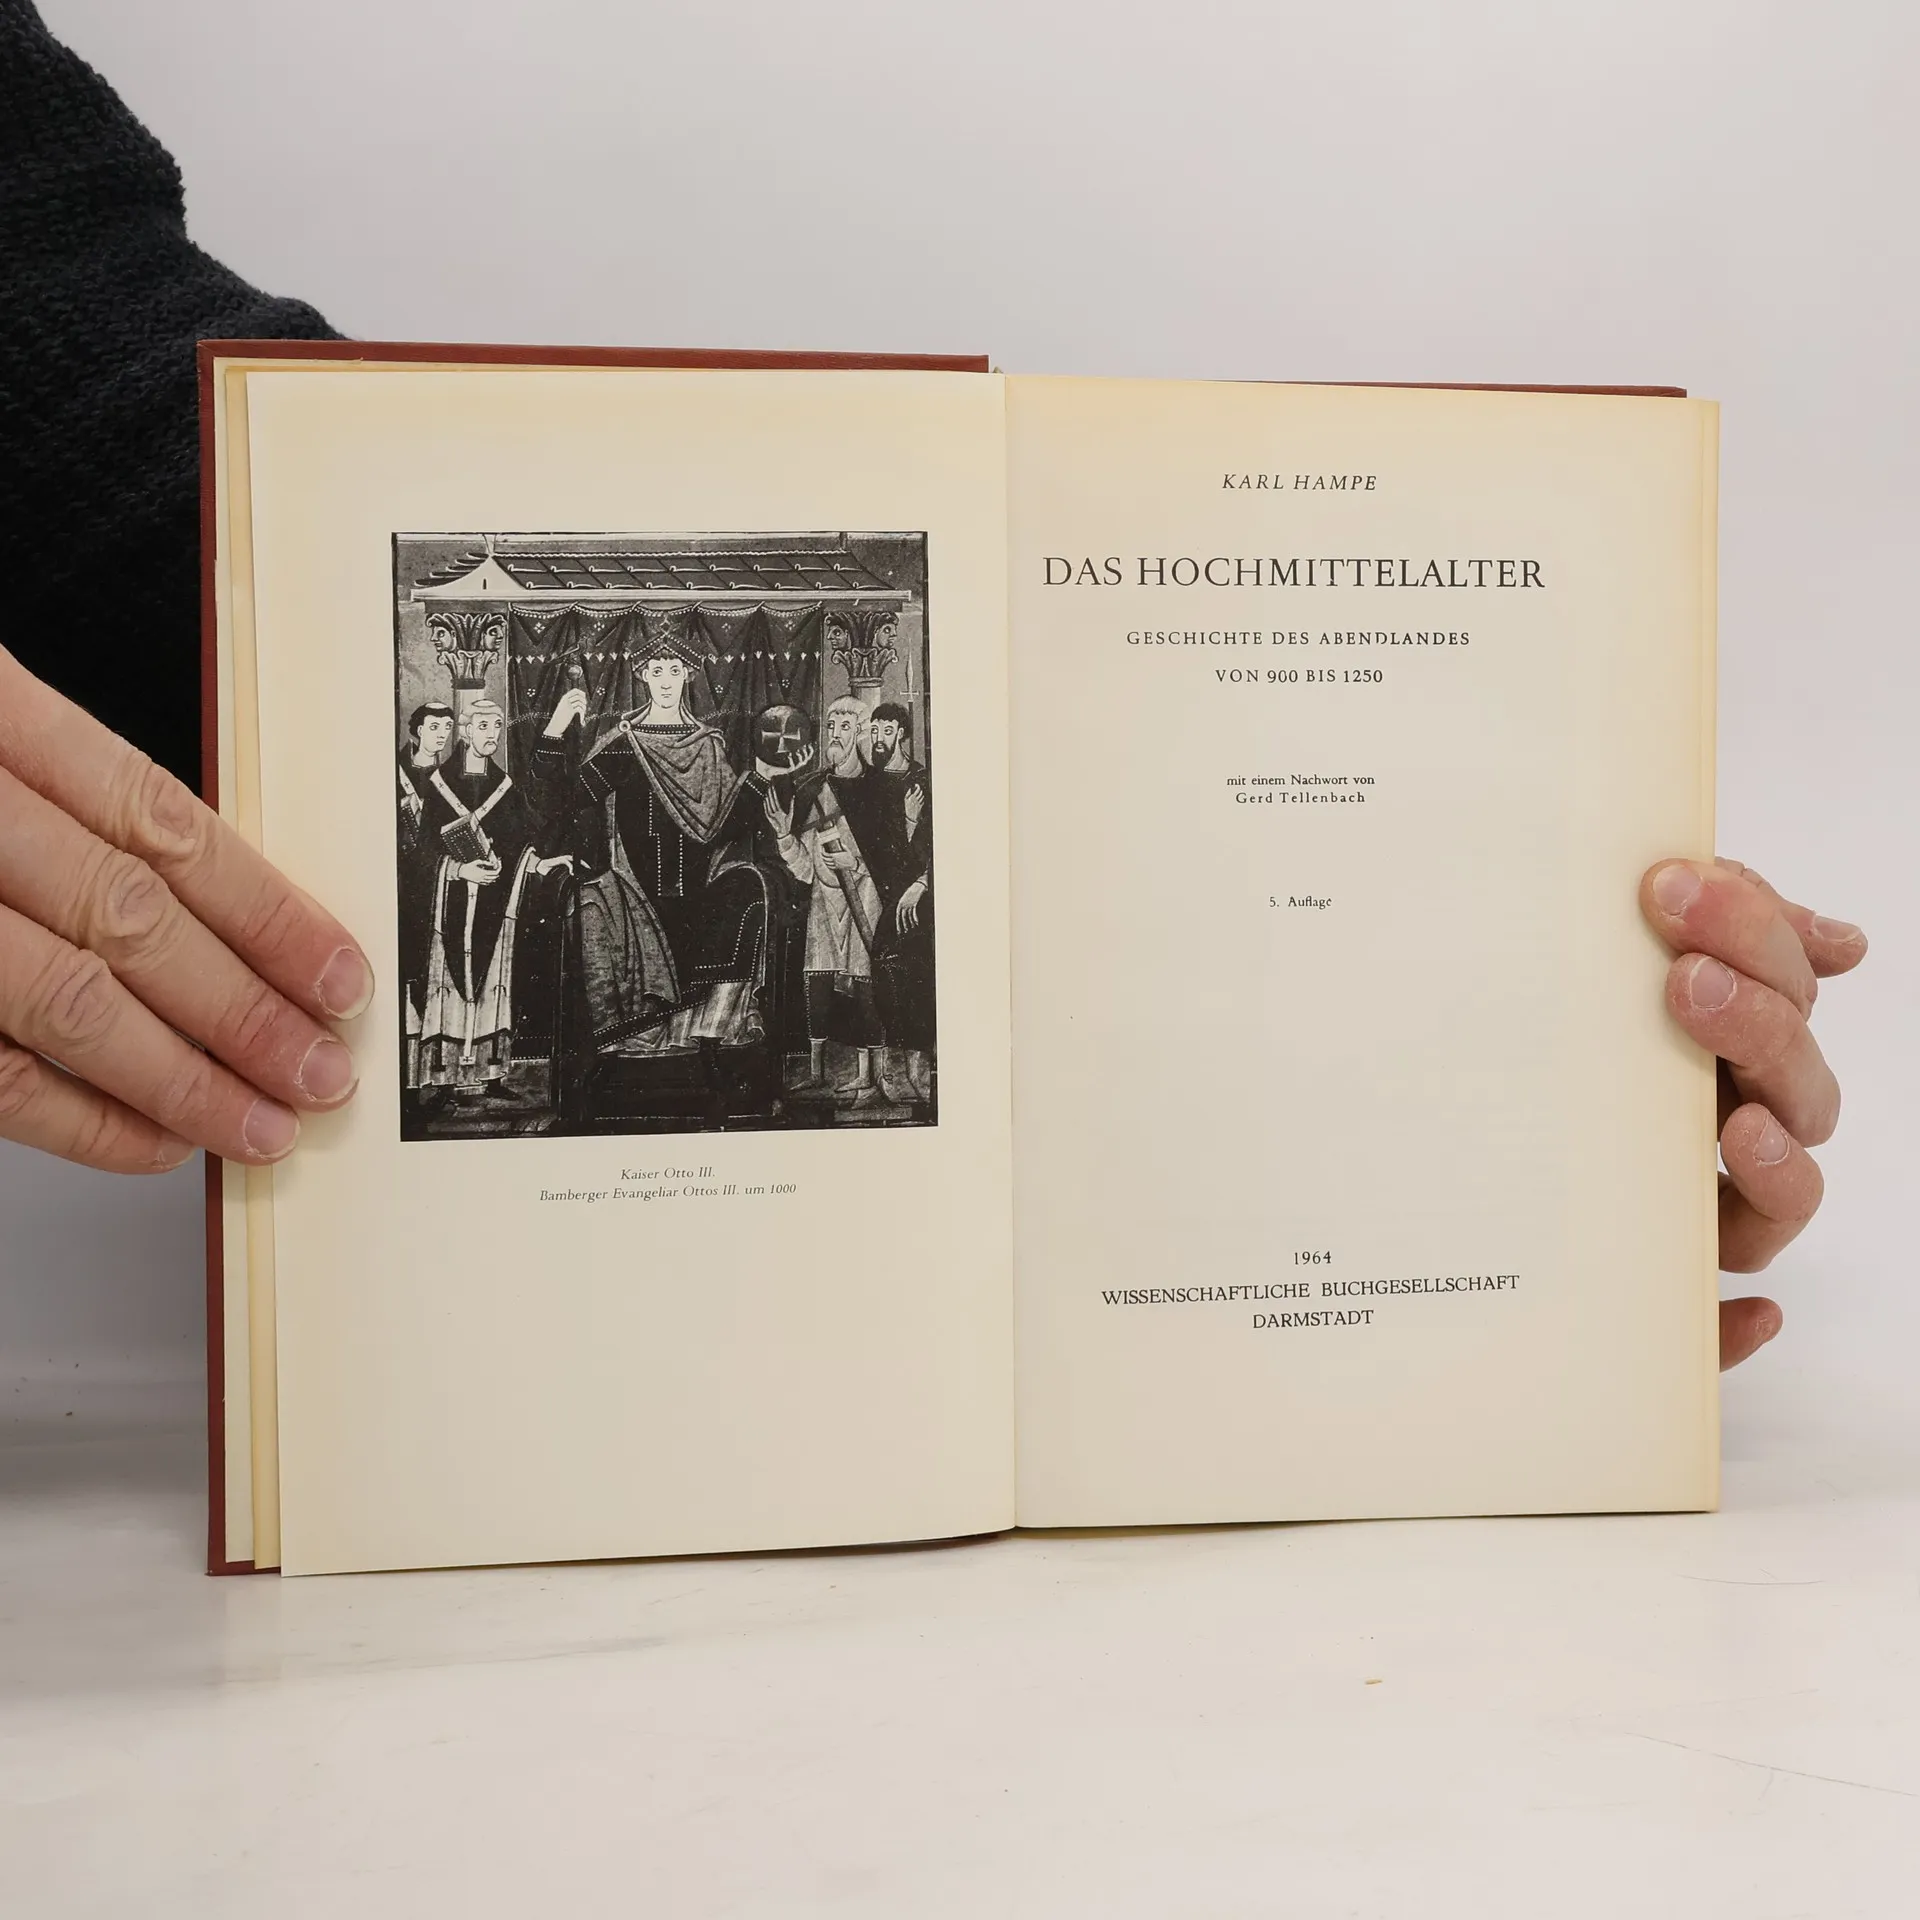 Kaiser Otto III.
Bamberger Evangeliar Ottos III. um 1000
KARL HAMPE
DAS HOCHMITTELALTER
GESCHICHTE DES ABENDLANDES
VON 900 BIS 1250
mit einem Nachwort von
Gerd Tellenbach
5. Auflage
1964
WISSENSCHAFTLICHE BUCHGESELLSCHAFT
DARMSTADT